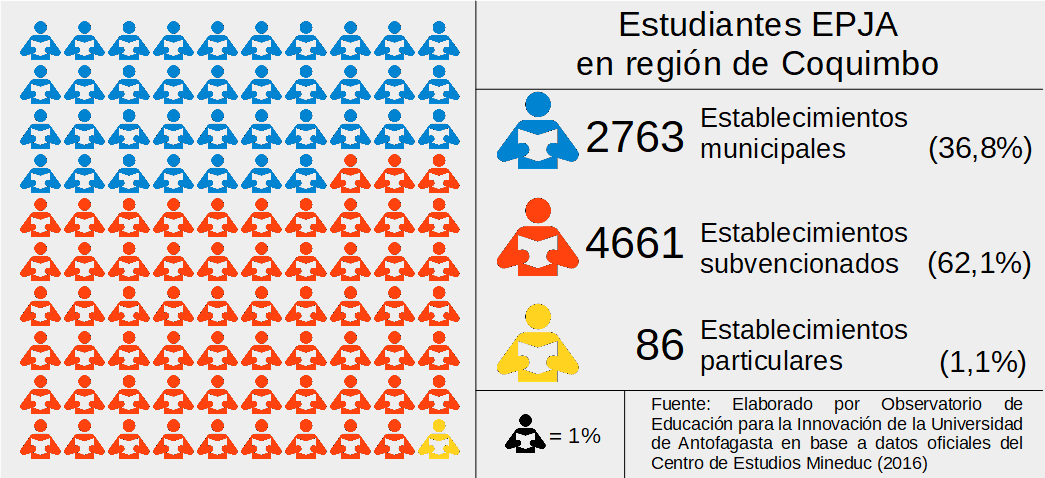 Estudiantes EPJA
en región de Coquimbo
2763 Establecimientos
municipales (36,8%)
4661 Establecimientos
subvencionados (62,1%)
86 Establecimientos
particulares (1,1%)
= 1%
Fuente: Elaborado por Observatorio de
Educación para la Innovación de la Universidad
de Antofagasta en base a datos oficiales del
Centro de Estudios Mineduc (2016)